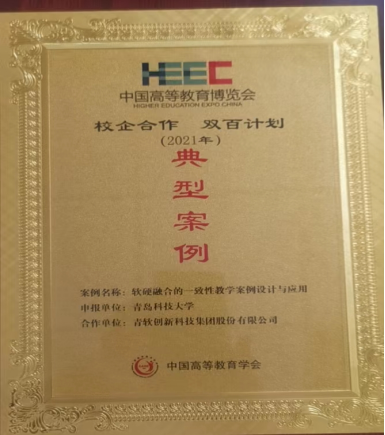 HEEC
中国高等教育博览会
HIGHER EDUCATION EXPO CHINA
校企合作 双百计划
(2021年)
典
型
案
例
案例名称：软硬融合的一致性教学案例设计与应用
申报单位：青岛科技大学
合作单位：青软创新科技集团股份有限公司
中国高等教育学会